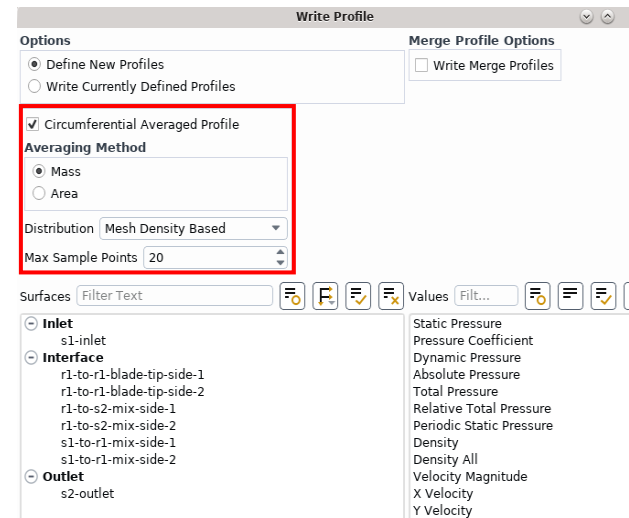 Write Profile
Options
Define New Profiles
Write Currently Defined Profiles
Merge Profile Options
Write Merge Profiles
Circumferential Averaged Profile
Averaging Method
Mass
Area
Distribution Mesh Density Based
Max Sample Points 20
Surfaces Filter Text
Values Filt...
Inlet
s1-inlet
Interface
r1-to-r1-blade-tip-side-1
r1-to-r1-blade-tip-side-2
r1-to-s2-mix-side-1
r1-to-s2-mix-side-2
s1-to-r1-mix-side-1
s1-to-r1-mix-side-2
Outlet
s2-outlet
Static Pressure
Pressure Coefficient
Dynamic Pressure
Absolute Pressure
Total Pressure
Relative Total Pressure
Periodic Static Pressure
Density
Density All
Velocity Magnitude
X Velocity
Y Velocity